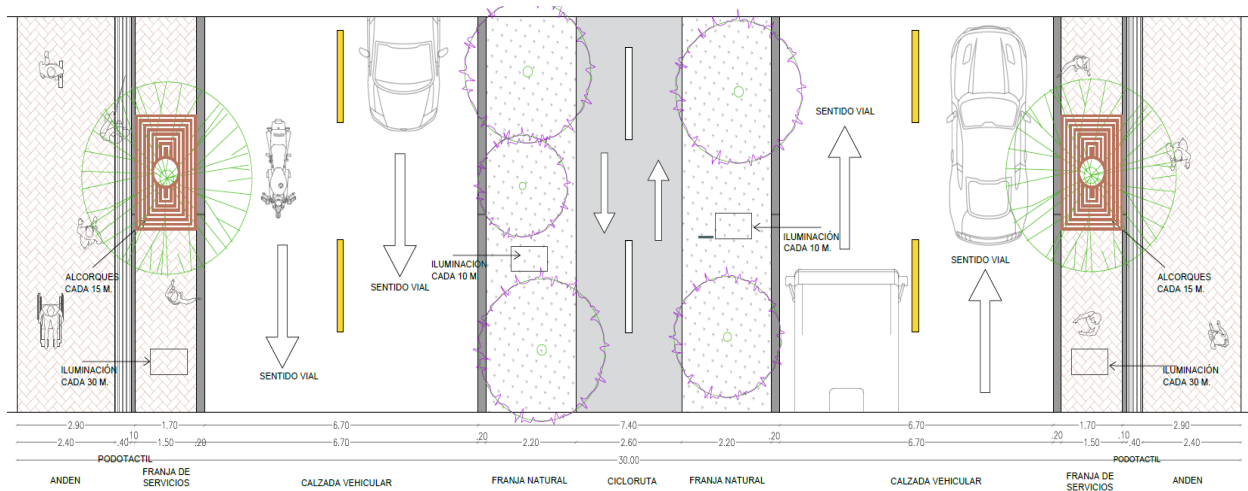 SENTIDO VIAL
ILUMINACIÓN
CADA 10 M.
ILUMINACIÓN
CADA 10 M.
SENTIDO VIAL
SENTIDO VIAL
ALCORQUES
CADA 15 M.
ALCORQUES
CADA 15 M.
SENTIDO VIAL
ILUMINACIÓN
CADA 30 M.
ILUMINACIÓN
CADA 30 M.
2.90 1.70 6.70 7.40 6.70 1.70 2.90
2.40 .40 .10 1.50 .20 6.70 .20 2.20 2.60 2.20 .20 6.70 .20 1.50 .10 .40 2.40
30.00
PODOTACTIL PODOTACTIL
ANDEN FRANJA DE SERVICIOS CALZADA VEHICULAR FRANJA NATURAL CICLORUTA FRANJA NATURAL CALZADA VEHICULAR FRANJA DE SERVICIOS ANDEN